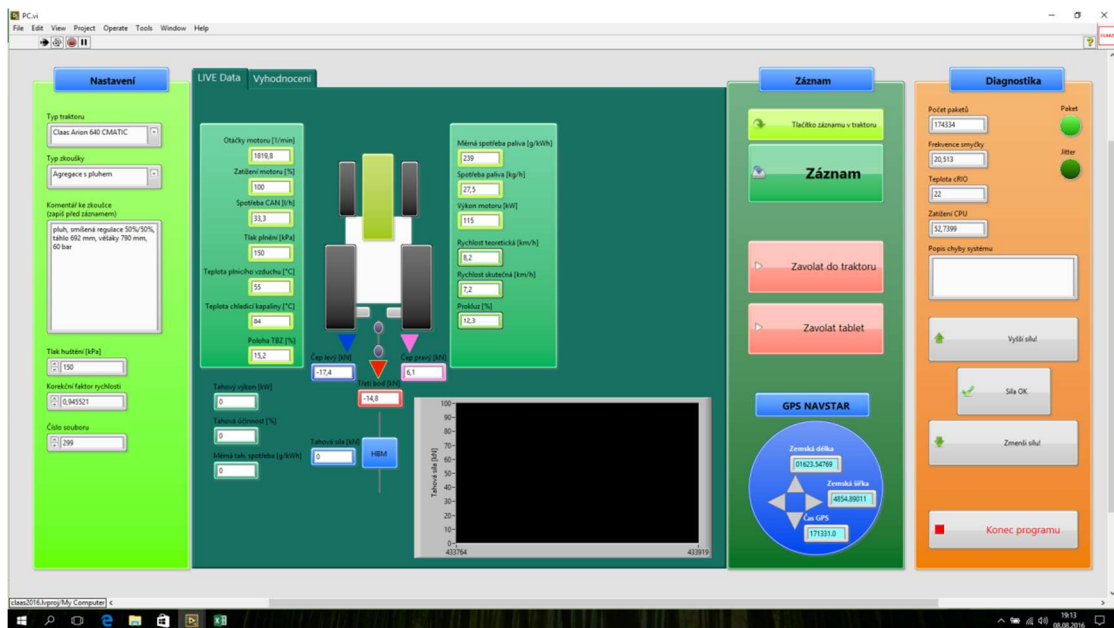 PC.vi
File Edit View Project Operate Tools Window Help
Nastavení
Typ traktoru
Claas Arion 640 CMATIC
Typ zkoušky
Agregace s pluhem
Komentář ke zkoušce
(zapiš před záznamem)
pluh, smíšená regulace 50%/50%,
táhlo 692 mm, věšáky 790 mm,
60 bar
Tlak huštění [kPa]
150
Korekční faktor rychlosti
0,945521
Číslo souboru
299
LIVE Data
Vyhodnocení
Otáčky motoru [1/min]
1819,8
Zatížení motoru [%]
100
Spotřeba CAN [l/h]
33,3
Tlak plnění [kPa]
150
Teplota plnicího vzduchu [°C]
55
Teplota chladicí kapaliny [°C]
84
Poloha TBZ [%]
15,2
Měrná spotřeba paliva [g/kWh]
239
Spotřeba paliva [kg/h]
27,5
Výkon motoru [kW]
115
Rychlost teoretická [km/h]
8,2
Rychlost skutečná [km/h]
7,2
Prokluz [%]
12,3
Čep levý [kN]
-17,4
Čep pravý [kN]
6,1
Třetí bod [kN]
-14,8
Tahový výkon [kW]
0
Tahová účinnost [%]
0
Měrná tah. spotřeba [g/kWh]
0
Tahová síla [kN]
0
HBM
Tahová síla [kN]
100
90
80
70
60
50
40
30
20
10
0
433764
433919
Záznam
Tlačítko záznamu v traktoru
Záznam
Zavolat do traktoru
Zavolat tablet
GPS NAVSTAR
Zemská délka
01623.54769
Zemská šířka
4854.89011
Čas GPS
171331.0
Diagnostika
Počet paketů
174334
Paket
Frekvence smyčky
20,513
Jitter
Teplota cRIO
22
Zatížení CPU
52,7399
Popis chyby systému
Vyšší sílu!
Síla OK
Zmenši sílu!
Konec programu
claas2016.lvproj/My Computer
19:13
08.08.2016